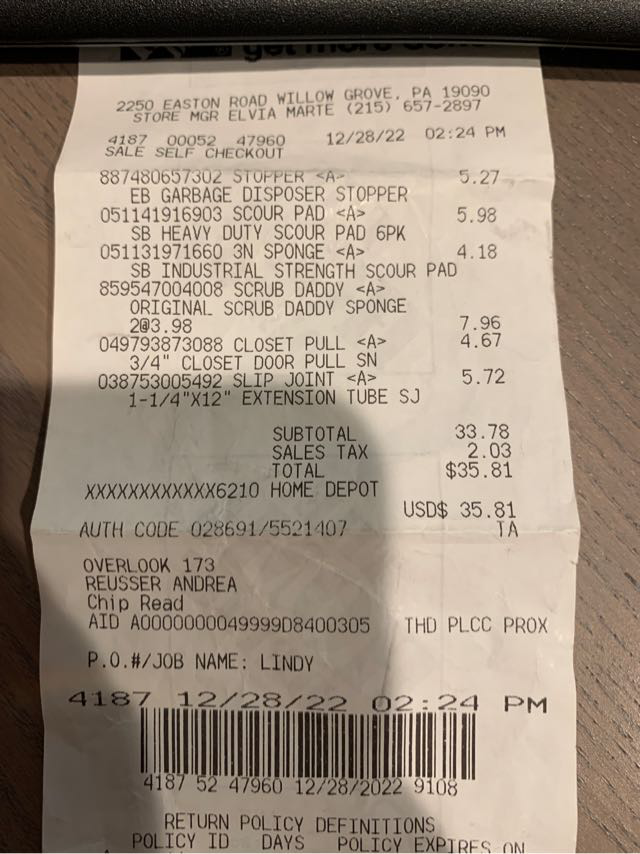 get more
2250 EASTON ROAD WILLOW GROVE, PA 19090
STORE MGR ELVIA MARTE (215) 657-2897
4187 00052 47960 12/28/22 02:24 PM
SALE SELF CHECKOUT
887480657302 STOPPER <A> 5.27
EB GARBAGE DISPOSER STOPPER
051141916903 SCOUR PAD <A> 5.98
SB HEAVY DUTY SCOUR PAD 6PK
051131971660 3N SPONGE <A> 4.18
SB INDUSTRIAL STRENGTH SCOUR PAD
859547004008 SCRUB DADDY <A>
ORIGINAL SCRUB DADDY SPONGE
2@3.98 7.96
049793873088 CLOSET PULL <A> 4.67
3/4" CLOSET DOOR PULL SN
038753005492 SLIP JOINT <A> 5.72
1-1/4"X12" EXTENSION TUBE SJ
SUBTOTAL 33.78
SALES TAX 2.03
TOTAL $35.81
XXXXXXXXXXXX6210 HOME DEPOT
USD$ 35.81
AUTH CODE 028691/5521407 TA
OVERLOOK 173
REUSSER ANDREA
Chip Read
AID A0000000049999D8400305 THD PLCC PROX
P.O.#/JOB NAME: LINDY
4187 12/28/22 02:24 PM
4187 52 47960 12/28/2022 9108
RETURN POLICY DEFINITIONS
POLICY ID DAYS POLICY EXPIRES ON